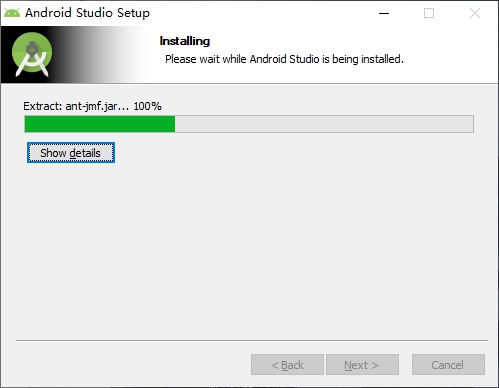 Android Studio Setup
Installing
Please wait while Android Studio is being installed.
Extract: ant-jmf.jar... 100%
Show details
< Back
Next >
Cancel